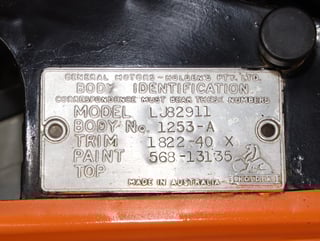 GENERAL MOTORS - HOLDEN'S PTY. LTD.
BODY IDENTIFICATION
CORRESPONDENCE MUST BEAR THESE NUMBERS
MODEL LJ82911
BODY No. 1253-A
TRIM 1822-40 X
PAINT 568-13135
TOP
MADE IN AUSTRALIA
HOLDEN